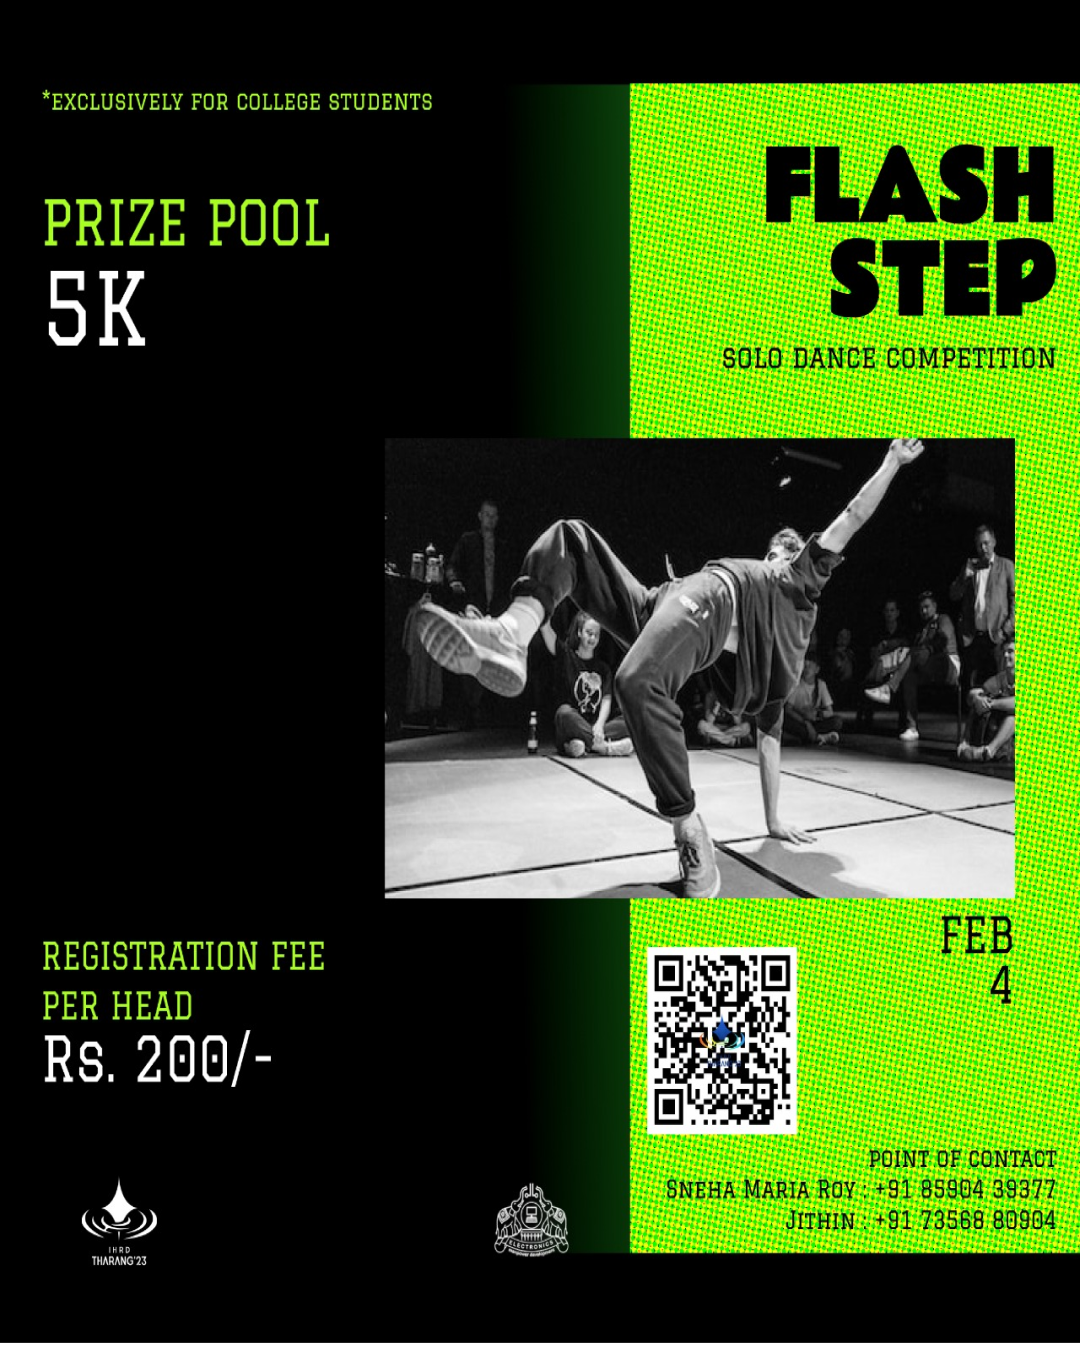 *EXCLUSIVELY FOR COLLEGE STUDENTS
PRIZE POOL
5K
FLASH
STEP
SOLO DANCE COMPETITION
REGISTRATION FEE
PER HEAD
Rs. 200/-
FEB
4
POINT OF CONTACT
SNEHA MARIA ROY : +91 85904 39377
JITHIN : +91 73568 80904
IHRD
THARANG'23
ELECTRONICS